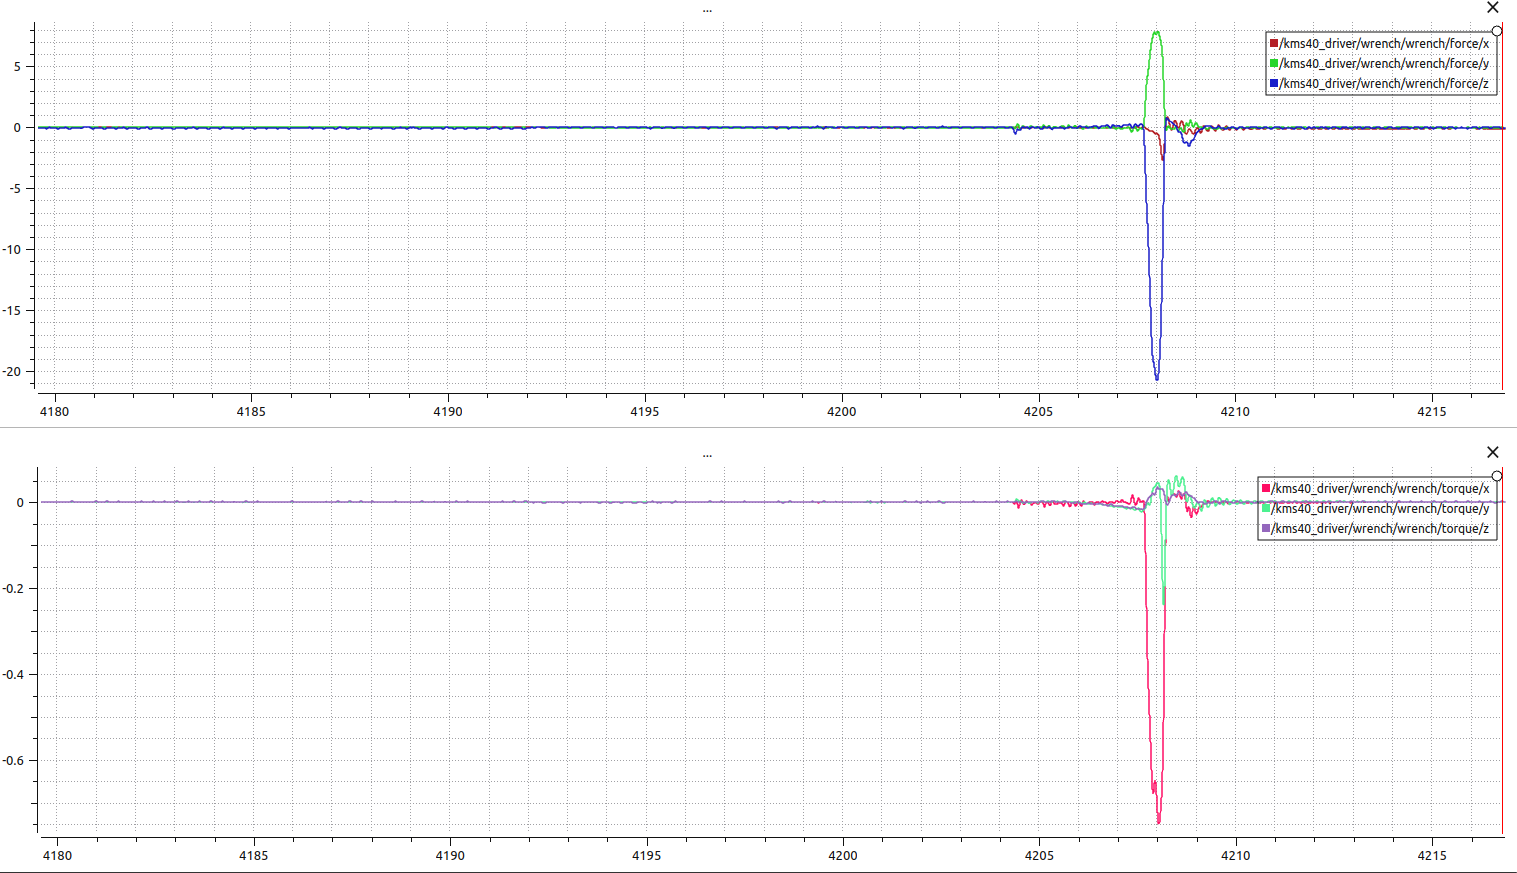 ...
/kms40_driver/wrench/wrench/force/x
/kms40_driver/wrench/wrench/force/y
/kms40_driver/wrench/wrench/force/z
5
0
-5
-10
-15
-20
4180 4185 4190 4195 4200 4205 4210 4215
...
/kms40_driver/wrench/wrench/torque/x
/kms40_driver/wrench/wrench/torque/y
/kms40_driver/wrench/wrench/torque/z
0
-0.2
-0.4
-0.6
4180 4185 4190 4195 4200 4205 4210 4215